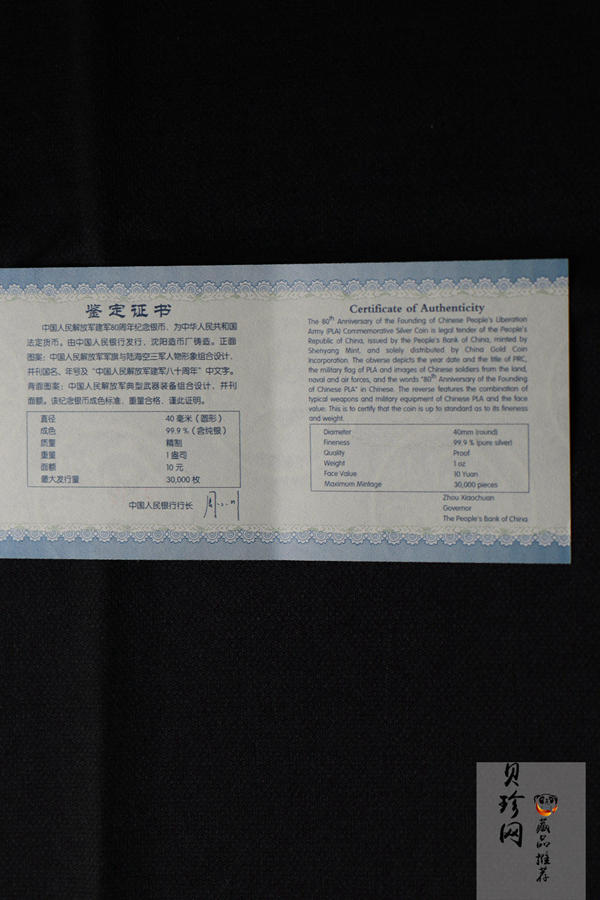 鉴定证书
中国人民解放军建军80周年纪念银币，为中华人民共和国
法定货币。由中国人民银行发行，沈阳造币厂铸造。正面
图案：中国人民解放军军旗与陆海空三军人物形象组合设计，
并刊国名、年号及“中国人民解放军建军八十周年”中文字。
背面图案：中国人民解放军典型武器装备组合设计，并刊
面额。该纪念银币成色标准，重量合格，谨此证明。
直径 40 毫米（圆形）
成色 99.9 %（含纯银）
质量 精制
重量 1 盎司
面额 10 元
最大发行量 30,000 枚
中国人民银行行长
Certificate of Authenticity
The 80th Anniversary of the Founding of Chinese People's Liberation
Army (PLA) Commemorative Silver Coin is legal tender of the People's
Republic of China, issued by the People's Bank of China, minted by
Shenyang Mint, and solely distributed by China Gold Coin
Incorporation. The obverse depicts the year date and the title of PRC,
the military flag of PLA and images of Chinese soldiers from the land,
naval and air forces, and the words "80th Anniversary of the Founding
of Chinese PLA" in Chinese. The reverse features the combination of
typical weapons and military equipment of Chinese PLA and the face
value. This is to certify that the coin is up to standard as to its fineness
and weight.
Diameter 40mm (round)
Fineness 99.9 % (pure silver)
Quality Proof
Weight 1 oz
Face Value 10 Yuan
Maximum Mintage 30,000 pieces
Zhou Xiaochuan
Governor
The People's Bank of China
贝珍网
藏品推荐